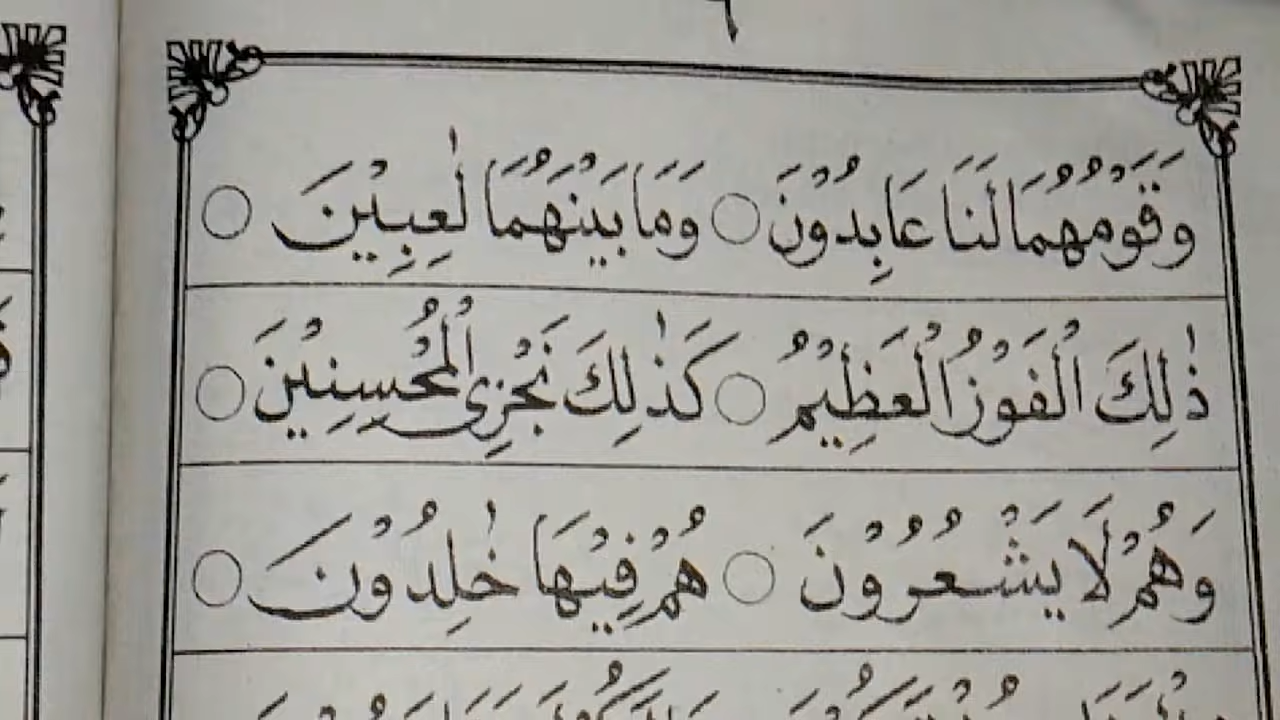 وَقَوْمُهُمَا لَنَا عَابِدُوْنَ ○ وَمَا بَيْنَهُمَا لٰعِبِيْنَ ○
ذٰلِكَ الْفَوْزُ الْعَظِيْمُ ○ كَذٰلِكَ نَجْزِى الْمُحْسِنِيْنَ ○
وَهُمْ لَا يَشْعُرُوْنَ ○ هُمْ فِيْهَا خٰلِدُوْنَ ○